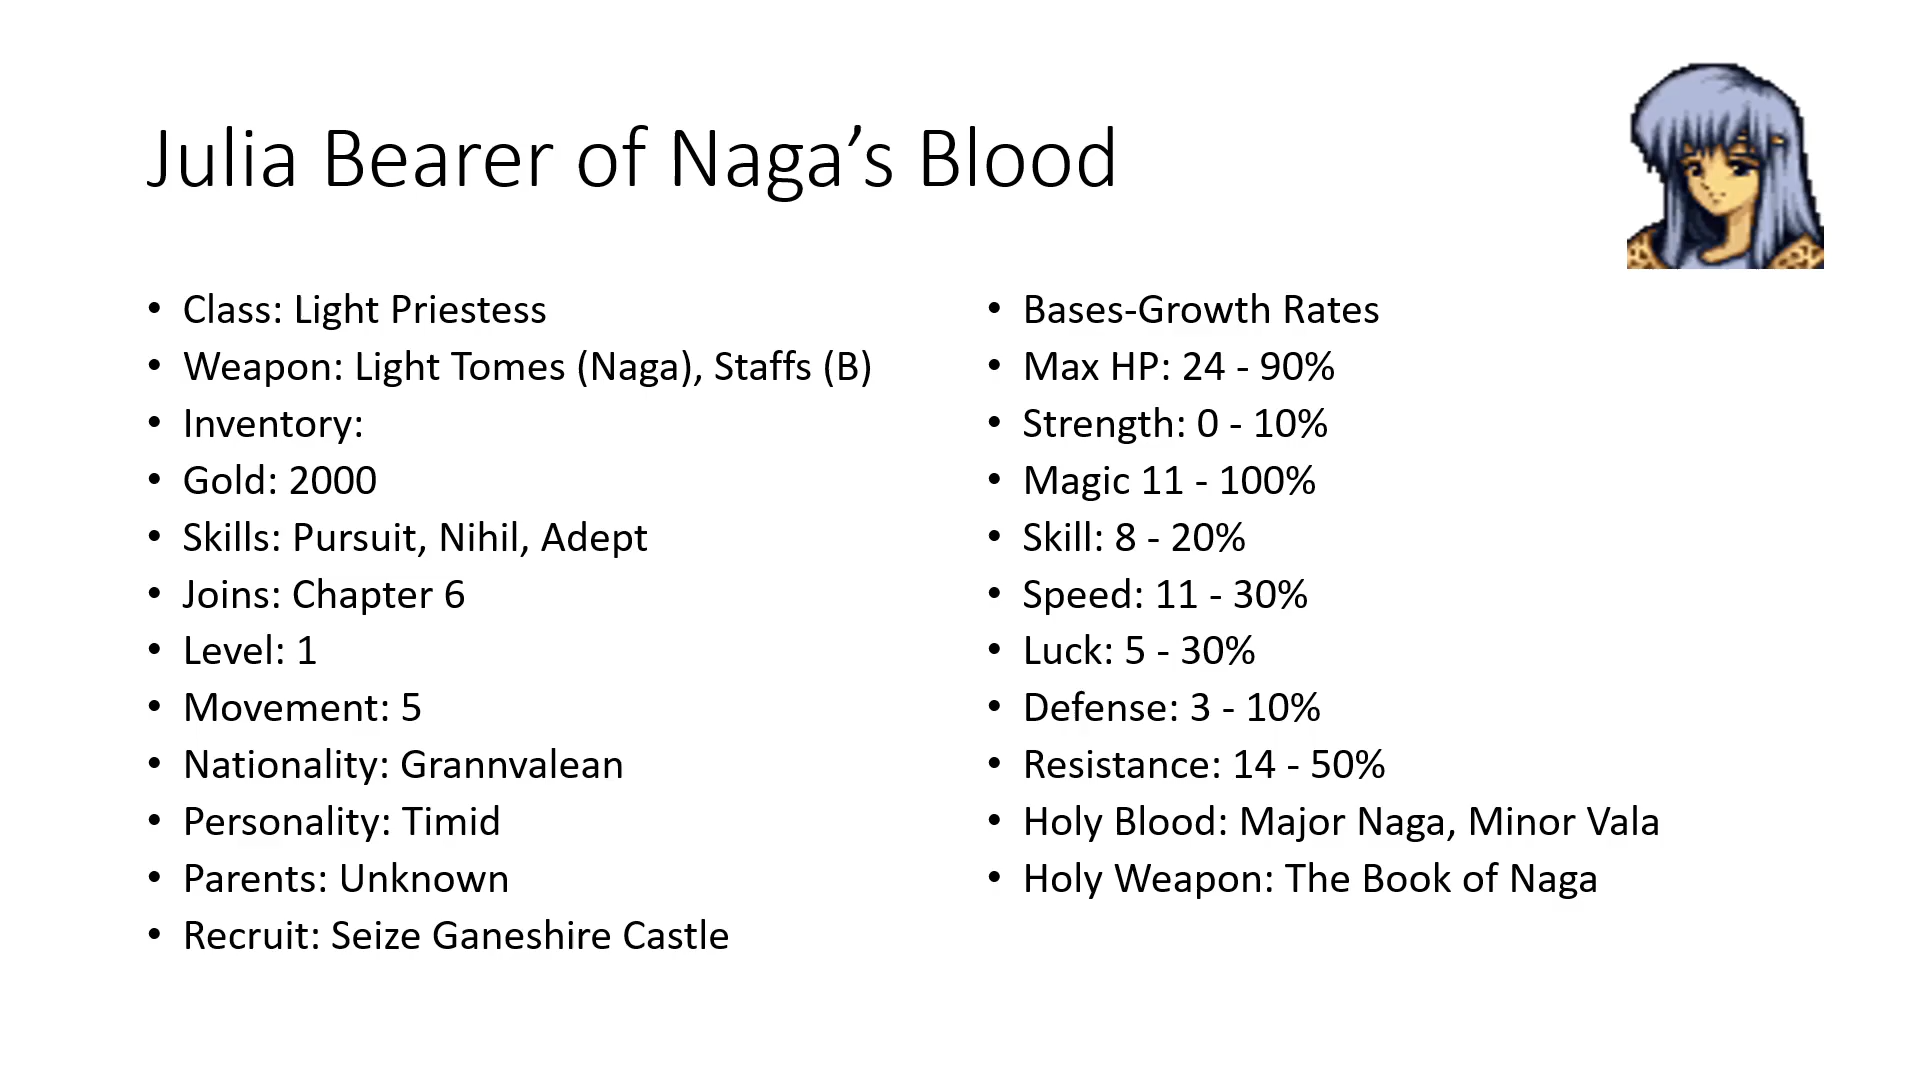 Julia Bearer of Naga’s Blood
• Class: Light Priestess
• Weapon: Light Tomes (Naga), Staffs (B)
• Inventory:
• Gold: 2000
• Skills: Pursuit, Nihil, Adept
• Joins: Chapter 6
• Level: 1
• Movement: 5
• Nationality: Grannvalean
• Personality: Timid
• Parents: Unknown
• Recruit: Seize Ganeshire Castle
• Bases-Growth Rates
• Max HP: 24 - 90%
• Strength: 0 - 10%
• Magic 11 - 100%
• Skill: 8 - 20%
• Speed: 11 - 30%
• Luck: 5 - 30%
• Defense: 3 - 10%
• Resistance: 14 - 50%
• Holy Blood: Major Naga, Minor Vala
• Holy Weapon: The Book of Naga